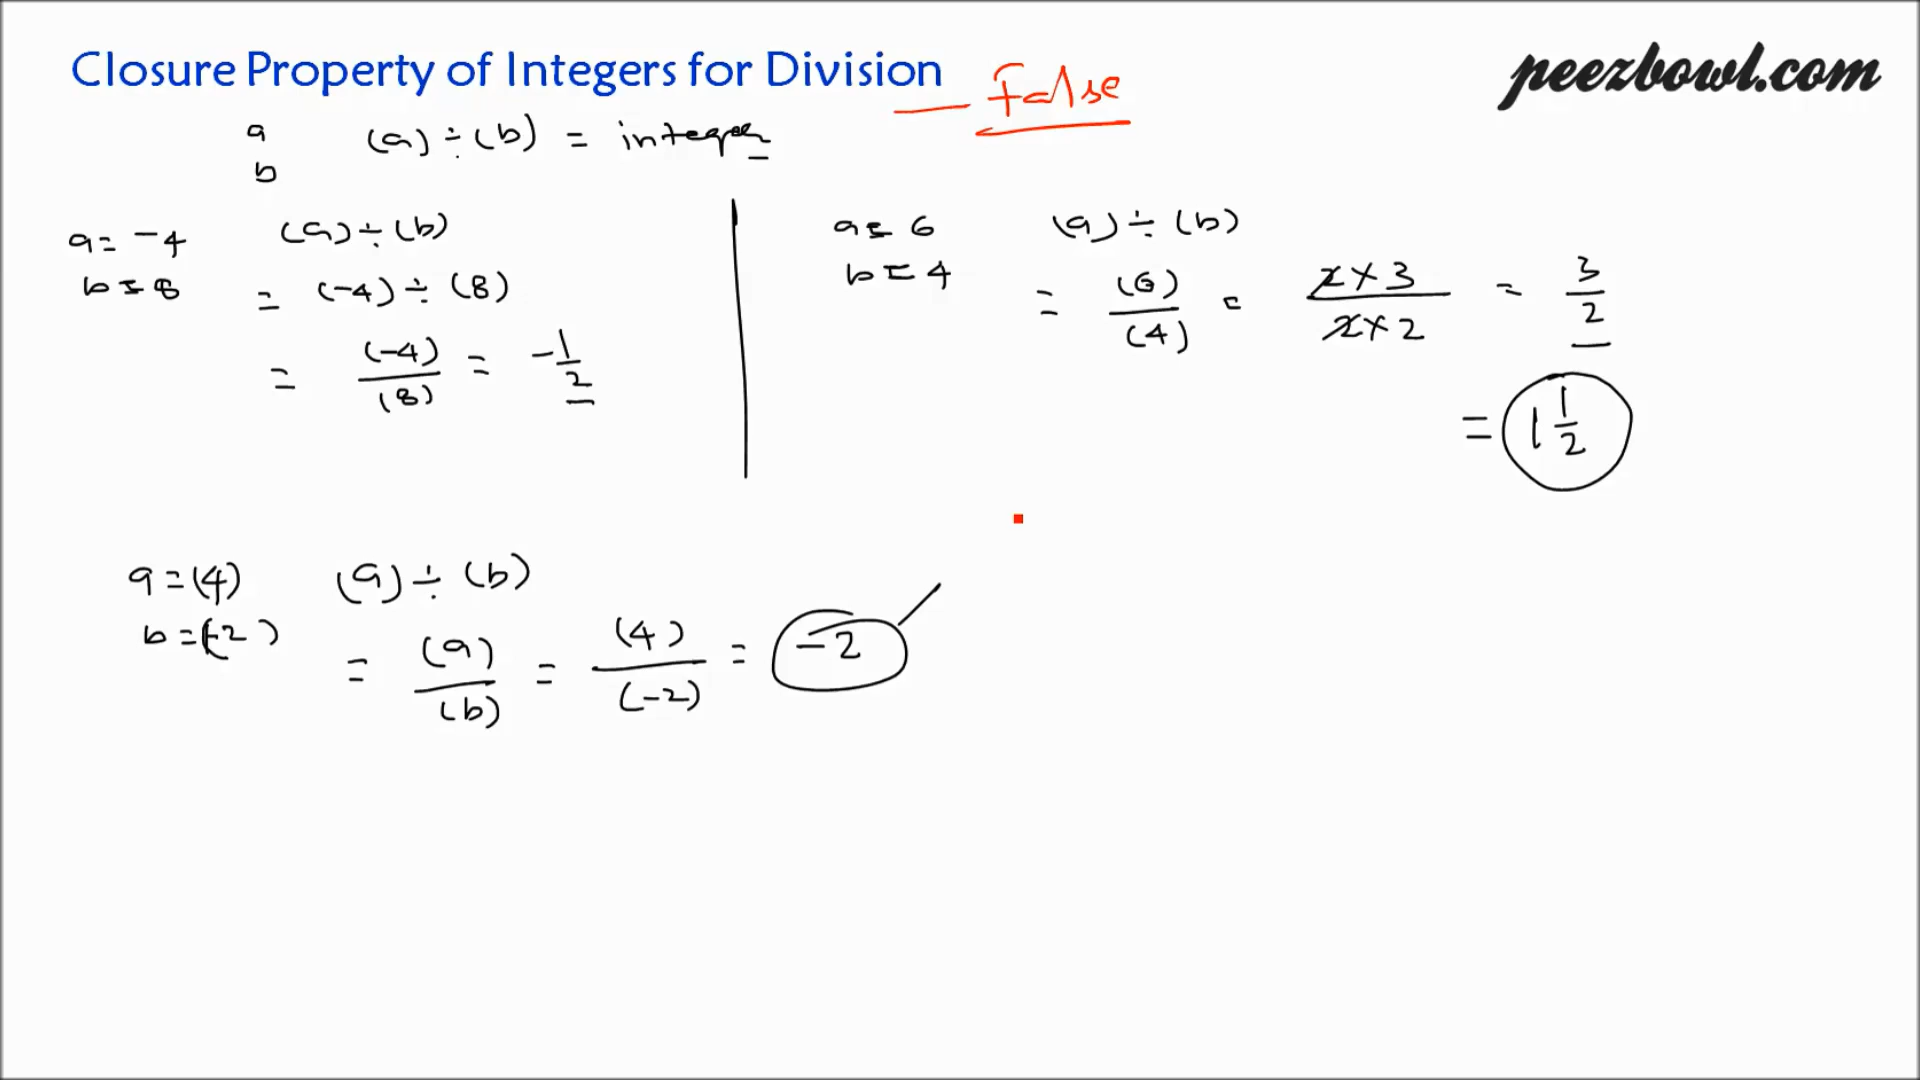 Closure Property of Integers for Division — False
peezbowl.com
a (a) ÷ (b) = integer
b
a = -4 (a) ÷ (b)
b = 8 = (-4) ÷ (8)
= (-4)/(8) = -1/2
a = 6 (a) ÷ (b)
b = 4 = (6)/(4) = 2×3/2×2 = 3/2
= 1 1/2
a = (4) (a) ÷ (b)
b = (-2) = (a)/(b) = (4)/(-2) = -2